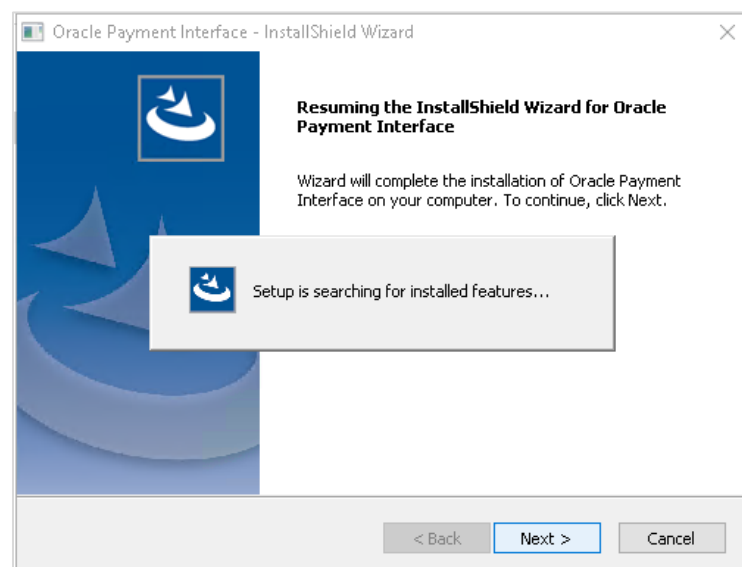 Oracle Payment Interface - InstallShield Wizard
Resuming the InstallShield Wizard for Oracle
Payment Interface
Wizard will complete the installation of Oracle Payment
Interface on your computer. To continue, click Next.
Setup is searching for installed features...
< Back
Next >
Cancel